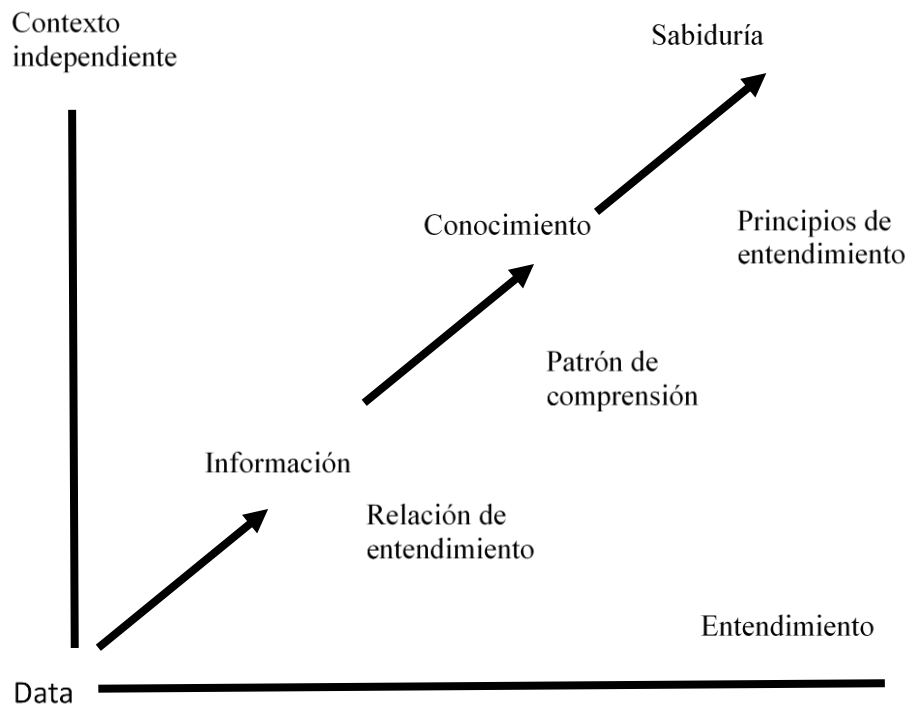 Contexto
independiente
Sabiduría
Conocimiento
Principios de
entendimiento
Patrón de
comprensión
Información
Relación de
entendimiento
Entendimiento
Data